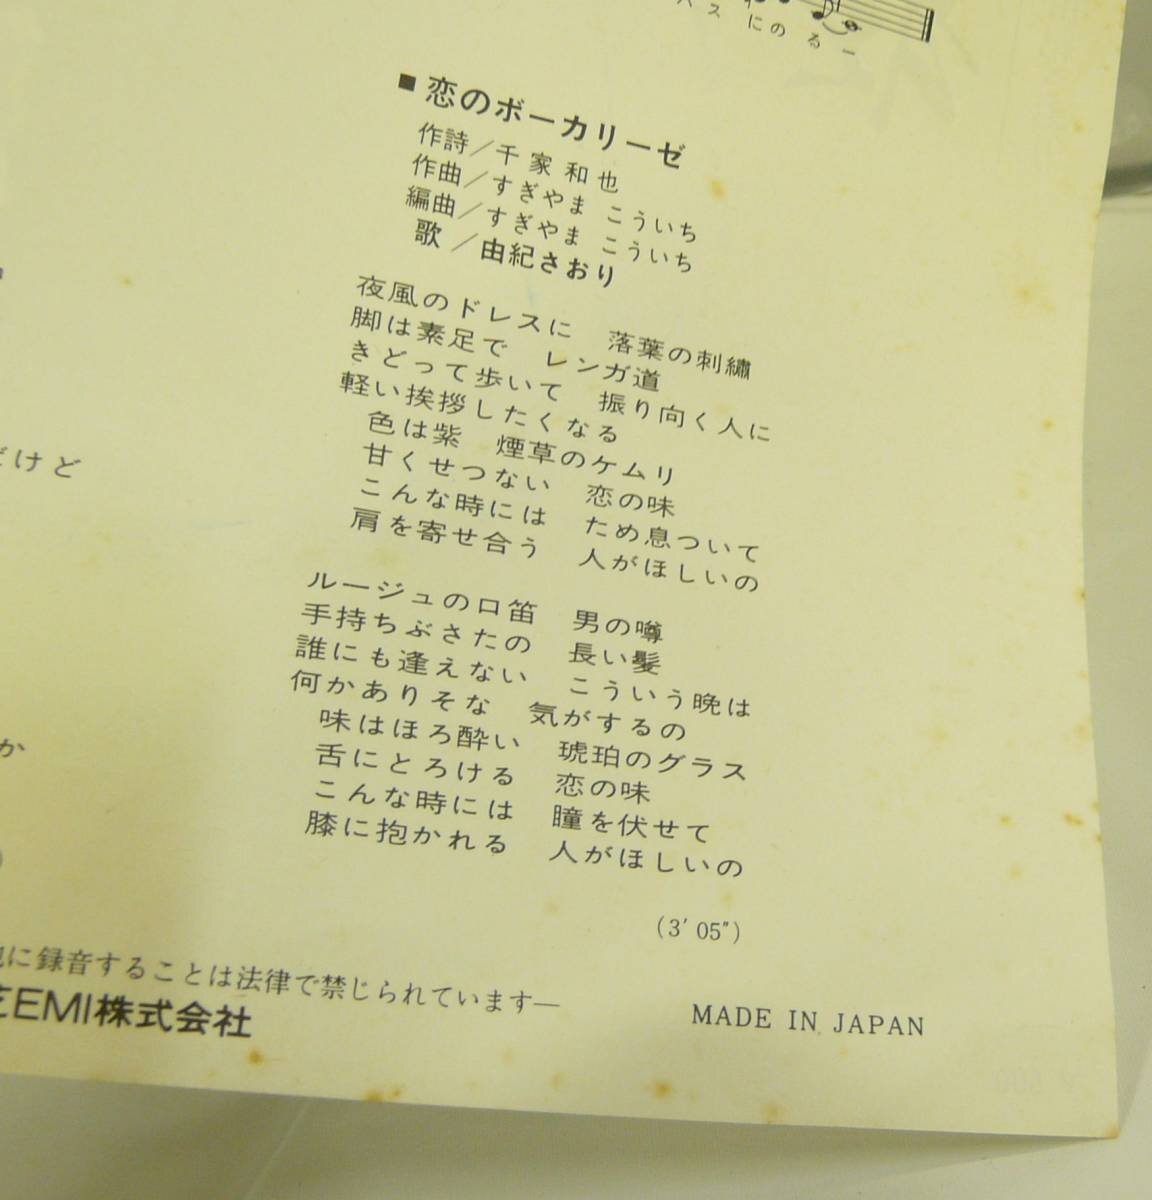 バスにのるー
■恋のボーカリーゼ
作詩／千家和也
作曲／すぎやまこういち
編曲／すぎやまこういち
歌／由紀さおり
夜風のドレスに　落葉の刺繍
脚は素足で　レンガ道
きどって歩いて　振り向く人に
軽い挨拶したくなる
色は紫　煙草のケムリ
甘くせつない　恋の味
こんな時には　ため息ついて
肩を寄せ合う　人がほしいの
ルージュの口笛　男の噂
手持ちぶさたの　長い髪
誰にも逢えない　こういう晩は
何かありそな　気がするの
味はほろ酔い　琥珀のグラス
舌にとろける　恋の味
こんな時には　瞳を伏せて
膝に抱かれる　人がほしいの
(3′05″)
だけど
か
に録音することは法律で禁じられています—
芝EMI株式会社
MADE IN JAPAN